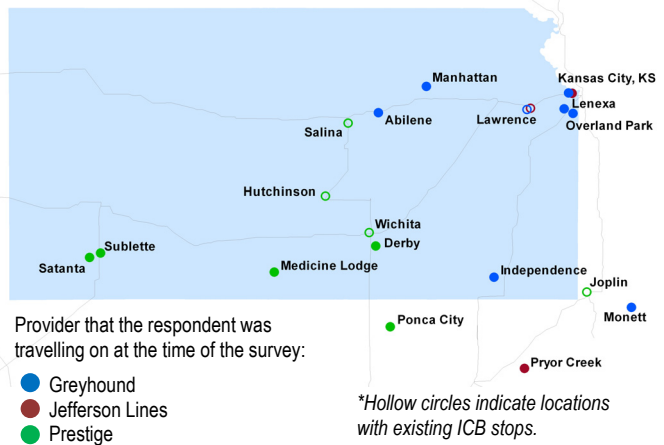 Manhattan
Kansas City, KS
Lenexa
Abilene
Lawrence
Overland Park
Salina
Hutchinson
Wichita
Derby
Sublette
Satanta
Medicine Lodge
Independence
Joplin
Monett
Ponca City
Pryor Creek
Provider that the respondent was
travelling on at the time of the survey:
Greyhound
Jefferson Lines
Prestige
*Hollow circles indicate locations
with existing ICB stops.